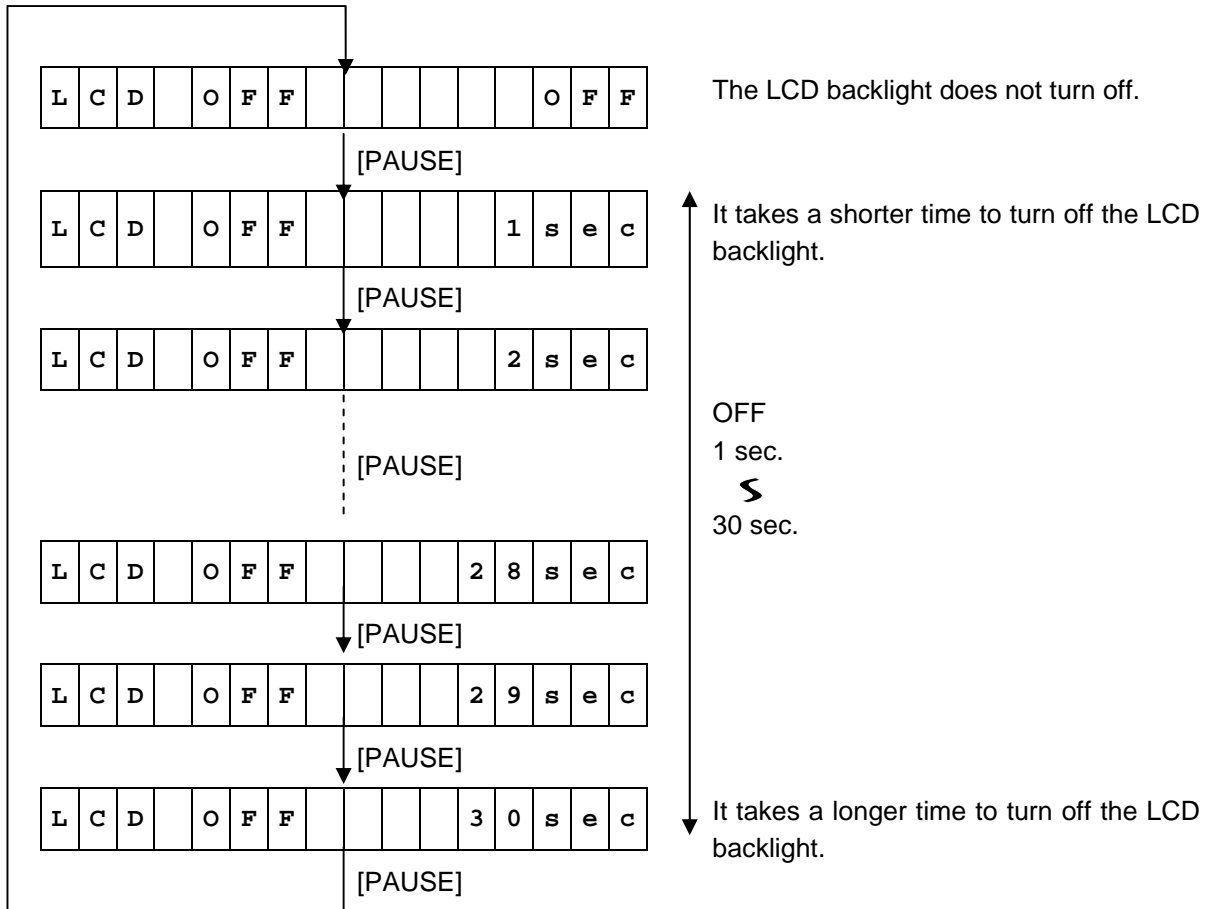 LCD OFF OFF
The LCD backlight does not turn off.
[PAUSE]
LCD OFF 1sec
It takes a shorter time to turn off the LCD
backlight.
[PAUSE]
LCD OFF 2sec
OFF
1 sec.
[PAUSE]
30 sec.
LCD OFF 28sec
[PAUSE]
LCD OFF 29sec
[PAUSE]
LCD OFF 30sec
It takes a longer time to turn off the LCD
backlight.
[PAUSE]